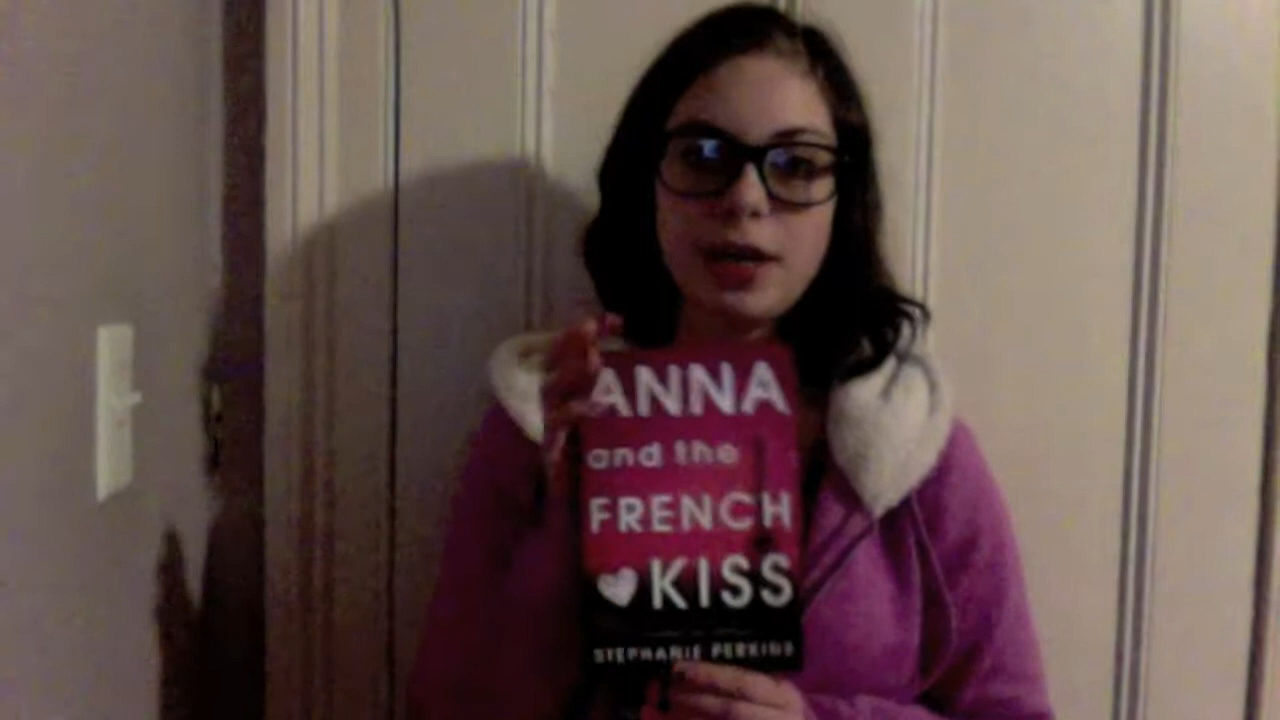 ANNA
and the
FRENCH
KISS
STEPHANIE PERKINS